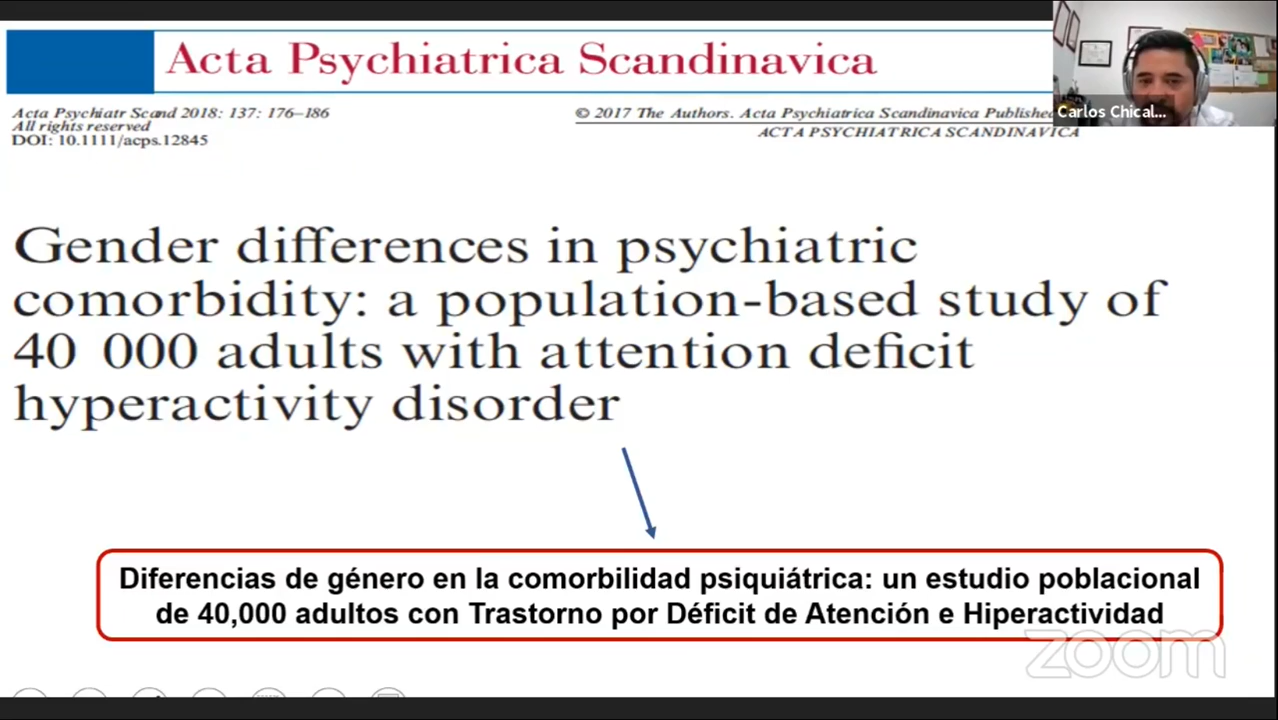 Acta Psychiatrica Scandinavica
Acta Psychiatr Scand 2018: 137: 176–186
All rights reserved
DOI: 10.1111/acps.12845
© 2017 The Authors. Acta Psychiatrica Scandinavica Published
ACTA PSYCHIATRICA SCANDINAVICA
Carlos Chical...
Gender differences in psychiatric
comorbidity: a population-based study of
40 000 adults with attention deficit
hyperactivity disorder
Diferencias de género en la comorbilidad psiquiátrica: un estudio poblacional
de 40,000 adultos con Trastorno por Déficit de Atención e Hiperactividad
zoom